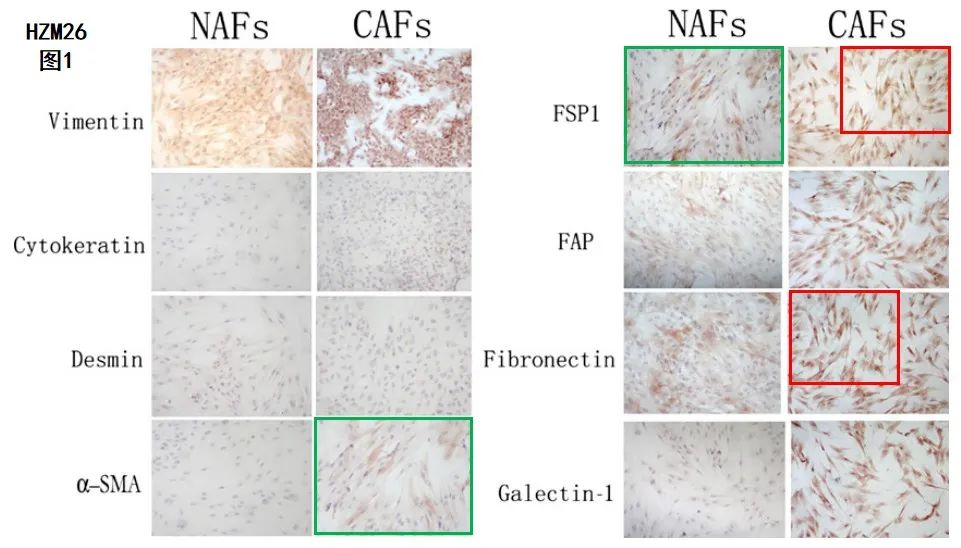 HZM26
图1
NAFs CAFs
Vimentin
Cytokeratin
Desmin
α-SMA
NAFs CAFs
FSP1
FAP
Fibronectin
Galectin-1